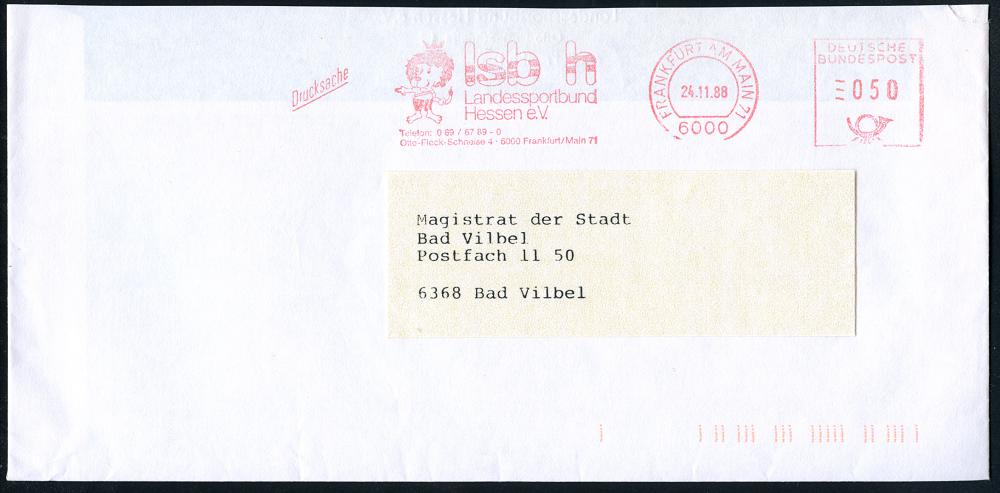 Drucksache
lsb h
Landessportbund
Hessen e.V.
Telefon: 0 69 / 67 89 - 0
Otto-Fleck-Schneise 4 · 6000 Frankfurt/Main 71
FRANKFURT AM MAIN 71
24.11.88
6000
DEUTSCHE
BUNDESPOST
050
Magistrat der Stadt
Bad Vilbel
Postfach 11 50
6368 Bad Vilbel